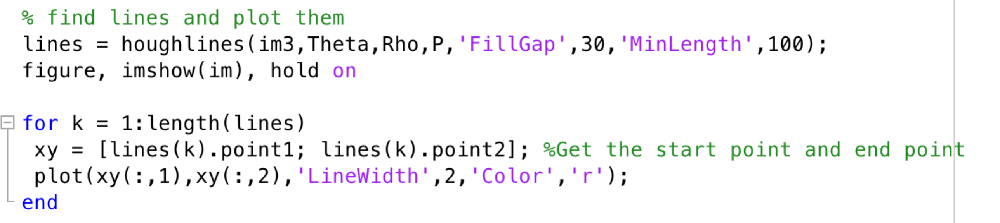 % find lines and plot them
lines = houghlines(im3,Theta,Rho,P,'FillGap',30,'MinLength',100);
figure, imshow(im), hold on
for k = 1:length(lines)
xy = [lines(k).point1; lines(k).point2]; %Get the start point and end point
plot(xy(:,1),xy(:,2),'LineWidth',2,'Color','r');
end